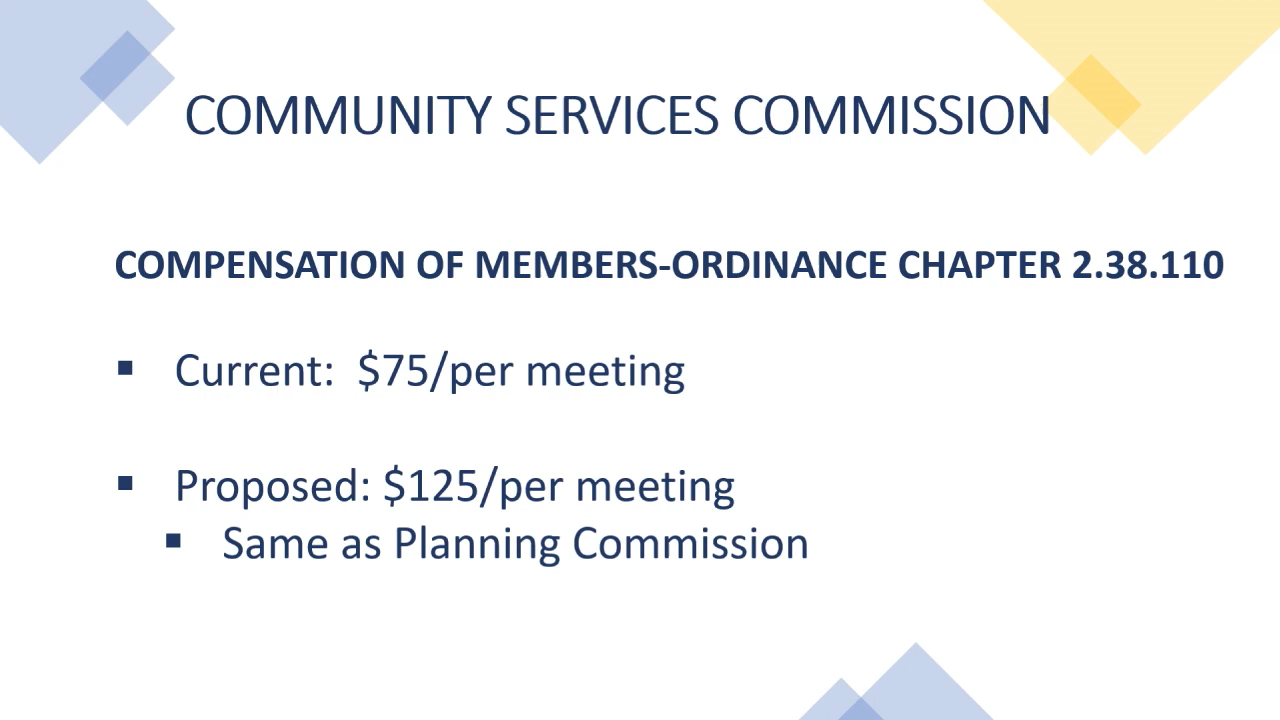 COMMUNITY SERVICES COMMISSION
COMPENSATION OF MEMBERS-ORDINANCE CHAPTER 2.38.110
▪ Current:  $75/per meeting
▪ Proposed: $125/per meeting
▪ Same as Planning Commission